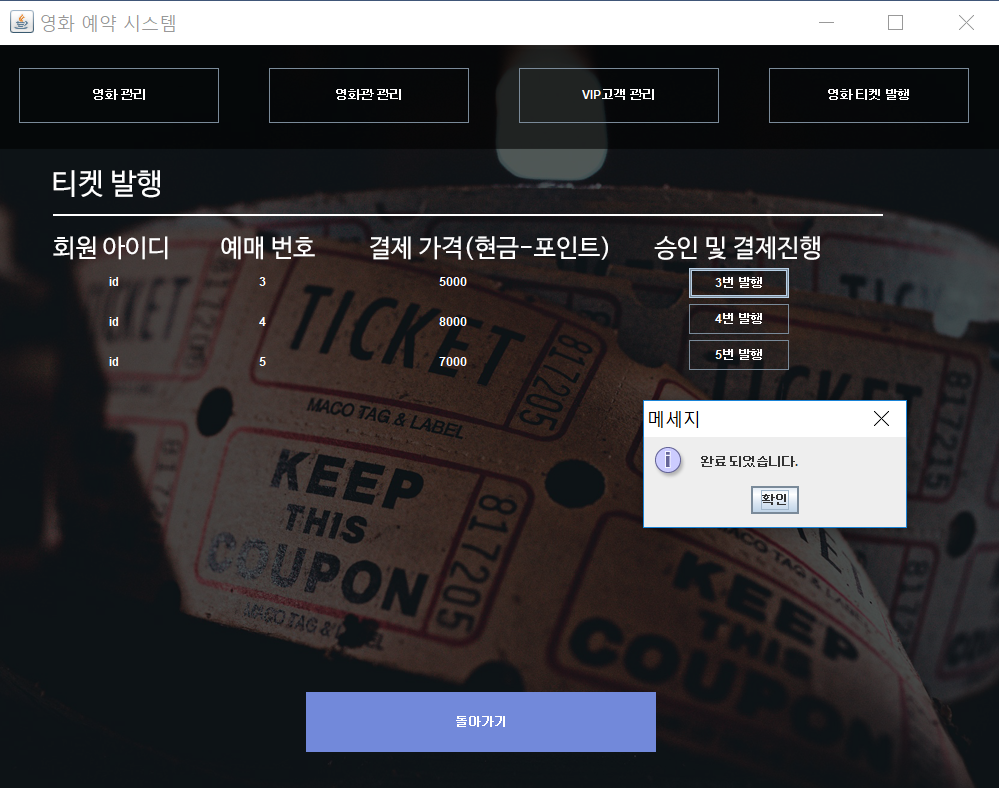 영화 예약 시스템
영화 관리
영화관 관리
VIP고객 관리
영화 티켓 발행
티켓 발행
회원 아이디 예매 번호 결제 가격(현금-포인트) 승인 및 결제진행
id 3 5000 3번 발행
id 4 8000 4번 발행
id 5 7000 5번 발행
메세지
완료 되었습니다.
확인
TICKET
817205
MACO TAG & LABEL
KEEP
THIS
COUPON
817205
MACO TAG & LABEL
TICKET
817215
MACO TAG
KEEP
THIS
COUPON
돌아가기